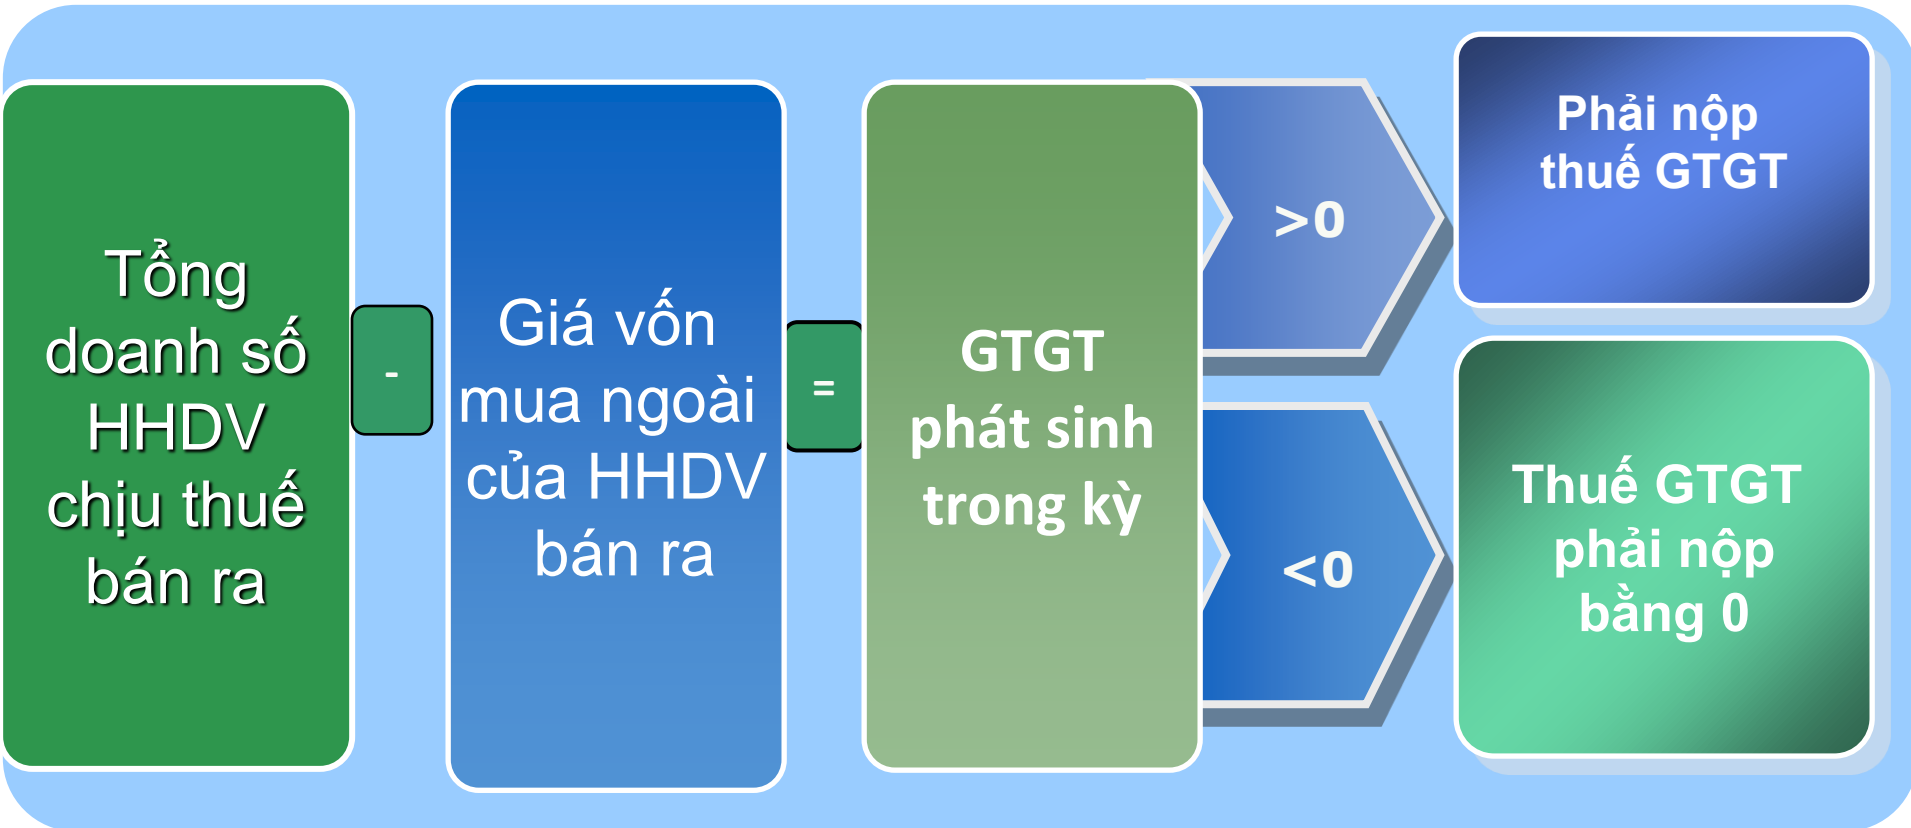 Tổng
doanh số
HHDV
chịu thuế
bán ra
-
Giá vốn
mua ngoài
của HHDV
bán ra
=
GTGT
phát sinh
trong kỳ
>0
Phải nộp
thuế GTGT
<0
Thuế GTGT
phải nộp
bằng 0